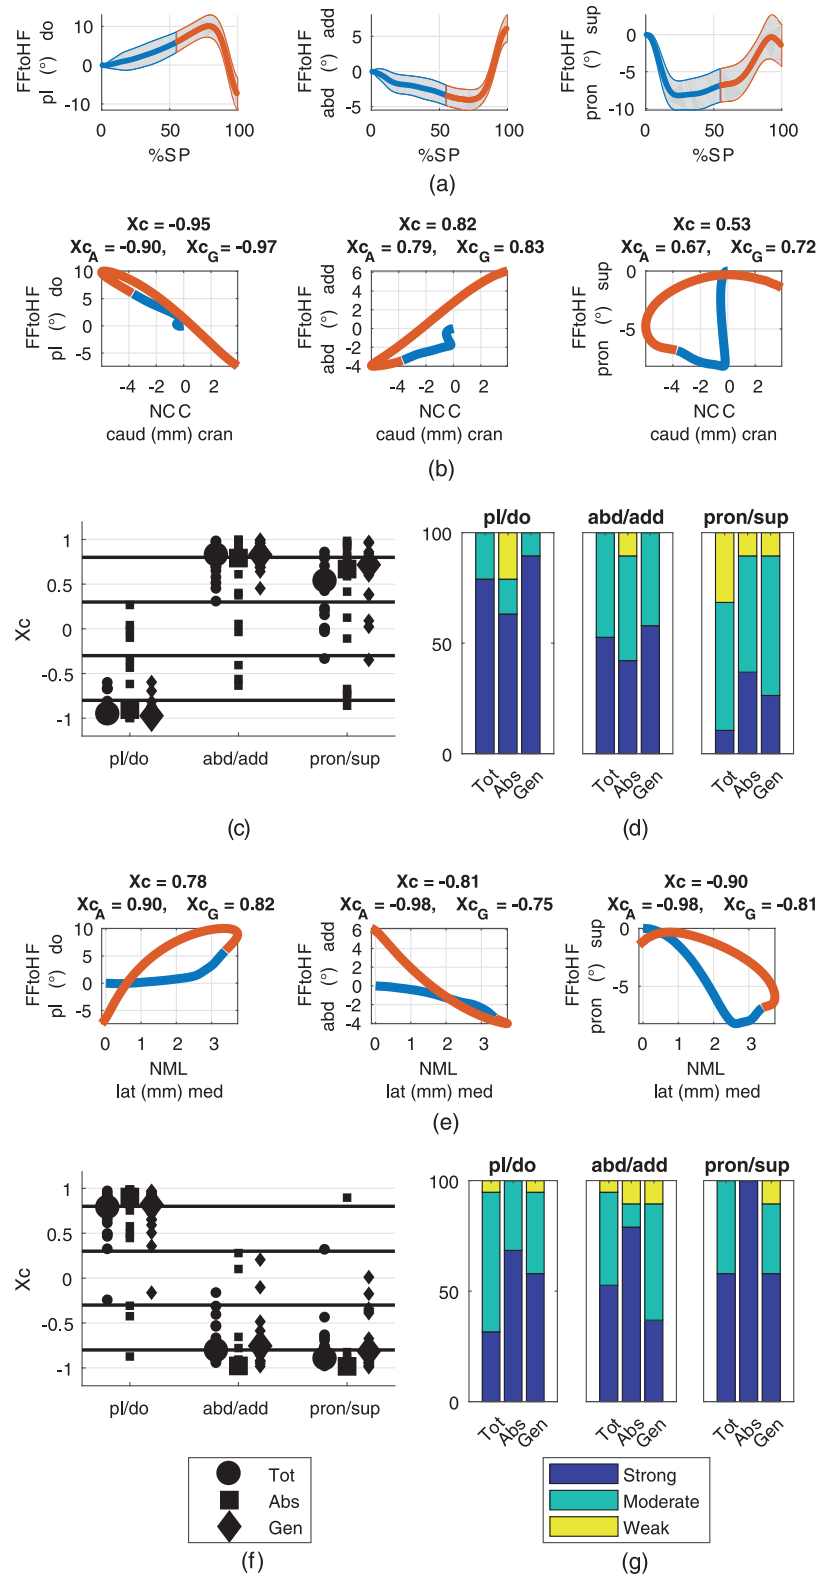 FFtoHF
pl (°) do
10
0
-10
0 50 100
%SP
FFtoHF
abd (°) add
5
0
-5
0 50 100
%SP
FFtoHF
pron (°) sup
0
-5
-10
0 50 100
%SP
(a)
Xc = -0.95
XcA = -0.90, XcG = -0.97
FFtoHF
pl (°) do
10
5
0
-5
-4 -2 0 2
NCC
caud (mm) cran
Xc = 0.82
XcA = 0.79, XcG = 0.83
FFtoHF
abd (°) add
6
4
2
0
-2
-4
-4 -2 0 2
NCC
caud (mm) cran
Xc = 0.53
XcA = 0.67, XcG = 0.72
FFtoHF
pron (°) sup
0
-5
-4 -2 0 2
NCC
caud (mm) cran
(b)
Xc
1
0.5
0
-0.5
-1
pl/do abd/add pron/sup
(c)
pl/do abd/add pron/sup
100
50
0
Tot Abs Gen
Tot Abs Gen
Tot Abs Gen
(d)
Xc = 0.78
XcA = 0.90, XcG = 0.82
FFtoHF
pl (°) do
10
5
0
-5
0 1 2 3
NML
lat (mm) med
Xc = -0.81
XcA = -0.98, XcG = -0.75
FFtoHF
abd (°) add
6
4
2
0
-2
-4
0 1 2 3
NML
lat (mm) med
Xc = -0.90
XcA = -0.98, XcG = -0.81
FFtoHF
pron (°) sup
0
-5
0 1 2 3
NML
lat (mm) med
(e)
Xc
1
0.5
0
-0.5
-1
pl/do abd/add pron/sup
Tot
Abs
Gen
(f)
pl/do abd/add pron/sup
100
50
0
Tot Abs Gen
Tot Abs Gen
Tot Abs Gen
Strong
Moderate
Weak
(g)